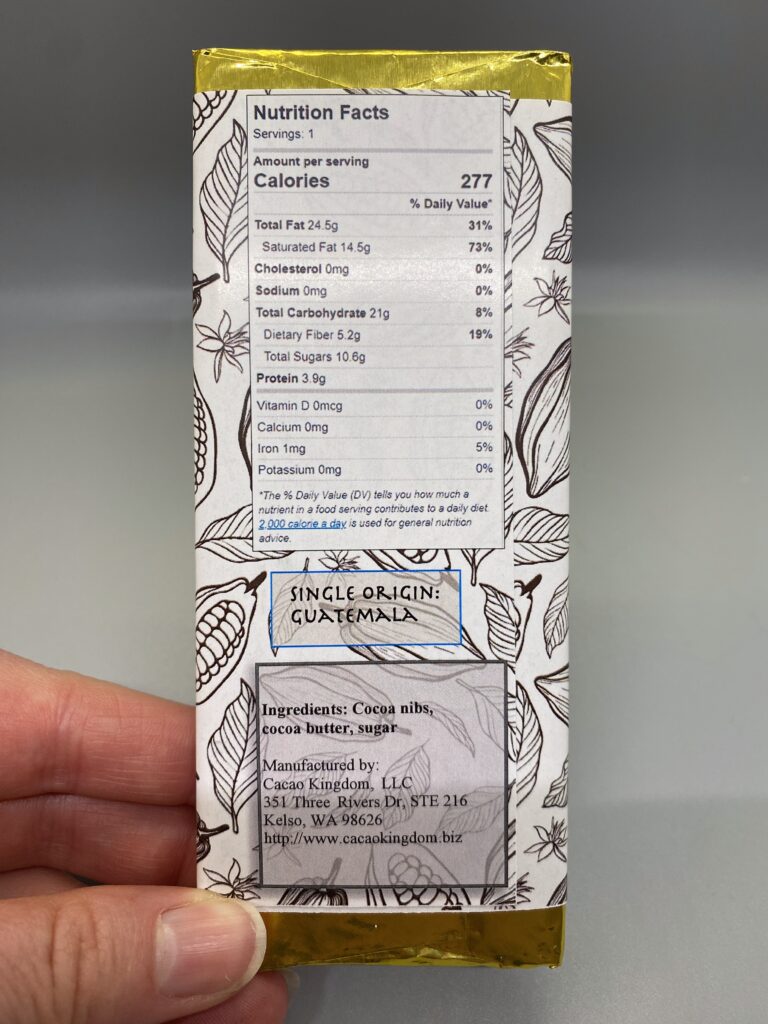 Nutrition Facts
Servings: 1
Amount per serving
Calories 277
% Daily Value*
Total Fat 24.5g 31%
Saturated Fat 14.5g 73%
Cholesterol 0mg 0%
Sodium 0mg 0%
Total Carbohydrate 21g 8%
Dietary Fiber 5.2g 19%
Total Sugars 10.6g
Protein 3.9g
Vitamin D 0mcg 0%
Calcium 0mg 0%
Iron 1mg 5%
Potassium 0mg 0%
*The % Daily Value (DV) tells you how much a
nutrient in a food serving contributes to a daily diet.
2,000 calorie a day is used for general nutrition
advice.
SINGLE ORIGIN:
GUATEMALA
Ingredients: Cocoa nibs,
cocoa butter, sugar
Manufactured by:
Cacao Kingdom, LLC
351 Three Rivers Dr, STE 216
Kelso, WA 98626
http://www.cacaokingdom.biz